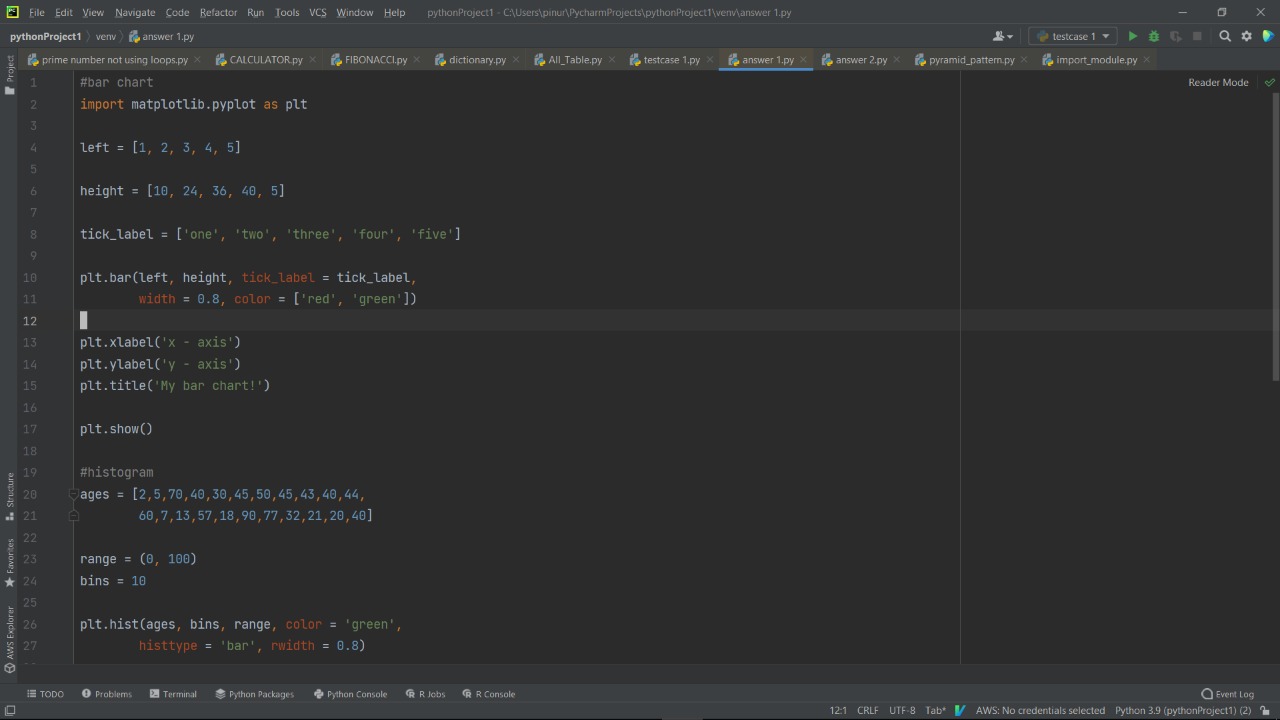 File Edit View Navigate Code Refactor Run Tools VCS Window Help pythonProject1 - C:\Users\pinur\PycharmProjects\pythonProject1\venv\answer 1.py
pythonProject1 venv answer 1.py testcase 1
prime number not using loops.py CALCULATOR.py FIBONACCI.py dictionary.py All_Table.py testcase 1.py answer 1.py answer 2.py pyramid_pattern.py import_module.py
Project
Reader Mode
1 #bar chart
2 import matplotlib.pyplot as plt
3
4 left = [1, 2, 3, 4, 5]
5
6 height = [10, 24, 36, 40, 5]
7
8 tick_label = ['one', 'two', 'three', 'four', 'five']
9
10 plt.bar(left, height, tick_label = tick_label,
11 width = 0.8, color = ['red', 'green'])
12
13 plt.xlabel('x - axis')
14 plt.ylabel('y - axis')
15 plt.title('My bar chart!')
16
17 plt.show()
18
19 #histogram
20 ages = [2,5,70,40,30,45,50,45,43,40,44,
21 60,7,13,57,18,90,77,32,21,20,40]
22
23 range = (0, 100)
24 bins = 10
25
26 plt.hist(ages, bins, range, color = 'green',
27 histtype = 'bar', rwidth = 0.8)
Structure
Favorites
AWS Explorer
TODO Problems Terminal Python Packages Python Console R Jobs R Console Event Log
12:1 CRLF UTF-8 Tab* AWS: No credentials selected Python 3.9 (pythonProject1) (2)